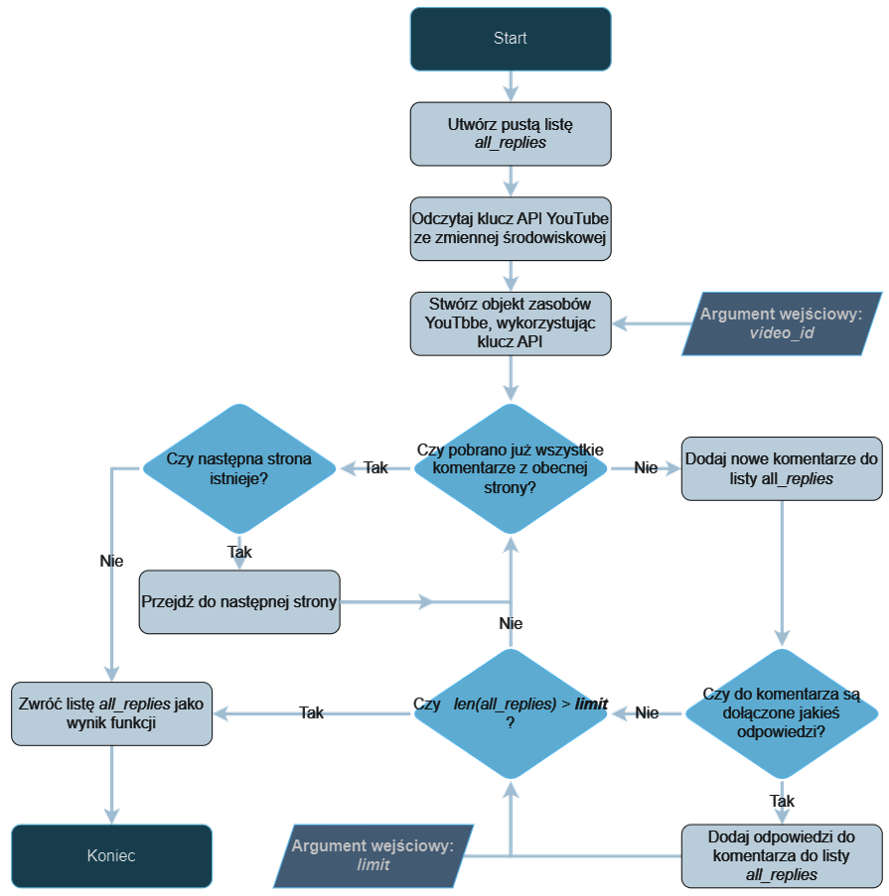 Start
Utwórz pustą listę
all_replies
Odczytaj klucz API YouTube
ze zmiennej środowiskowej
Stwórz objekt zasobów
YouTbbe, wykorzystując
klucz API
Argument wejściowy:
video_id
Czy następna strona
istnieje?
Tak
Czy pobrano już wszystkie
komentarze z obecnej
strony?
Nie
Dodaj nowe komentarze do
listy all_replies
Nie
Tak
Przejdź do następnej strony
Nie
Zwróć listę all_replies jako
wynik funkcji
Tak
Czy len(all_replies) > limit
?
Nie
Czy do komentarza są
dołączone jakieś
odpowiedzi?
Tak
Koniec
Argument wejściowy:
limit
Dodaj odpowiedzi do
komentarza do listy
all_replies